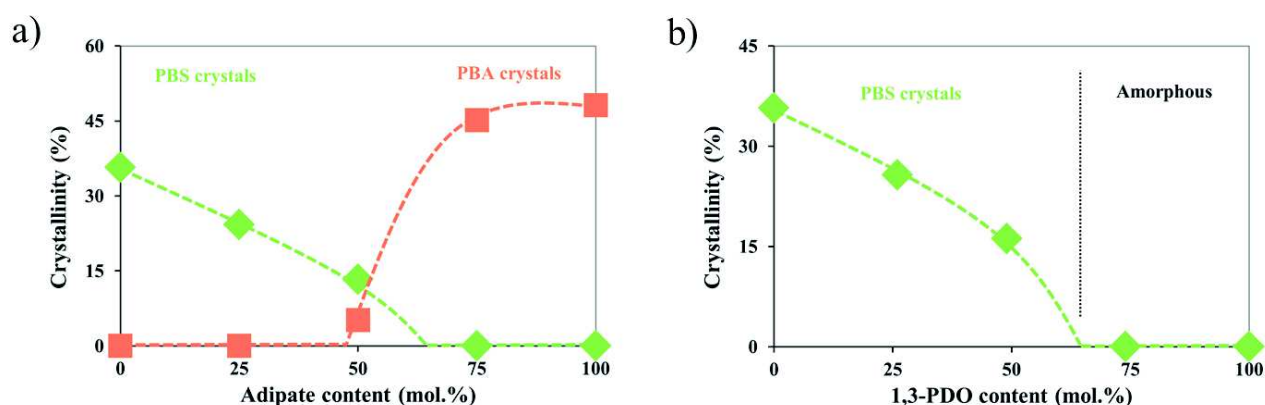 a)
60
45
30
15
0
Crystallinity (%)
PBS crystals
PBA crystals
0 25 50 75 100
Adipate content (mol.%)
b)
45
30
15
0
Crystallinity (%)
PBS crystals
Amorphous
0 25 50 75 100
1,3-PDO content (mol.%)